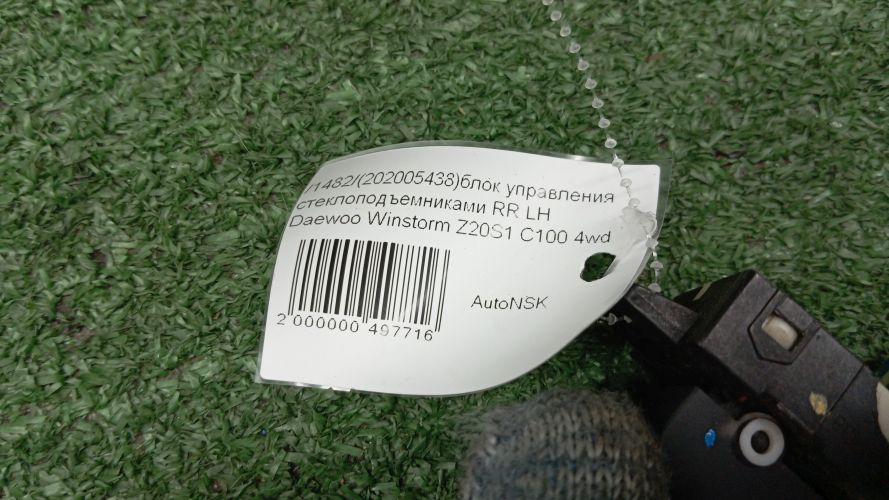 /1482/(202005438)блок управления
стеклоподъемниками RR LH
Daewoo Winstorm Z20S1 C100 4wd
AutoNSK
2 000000 497716